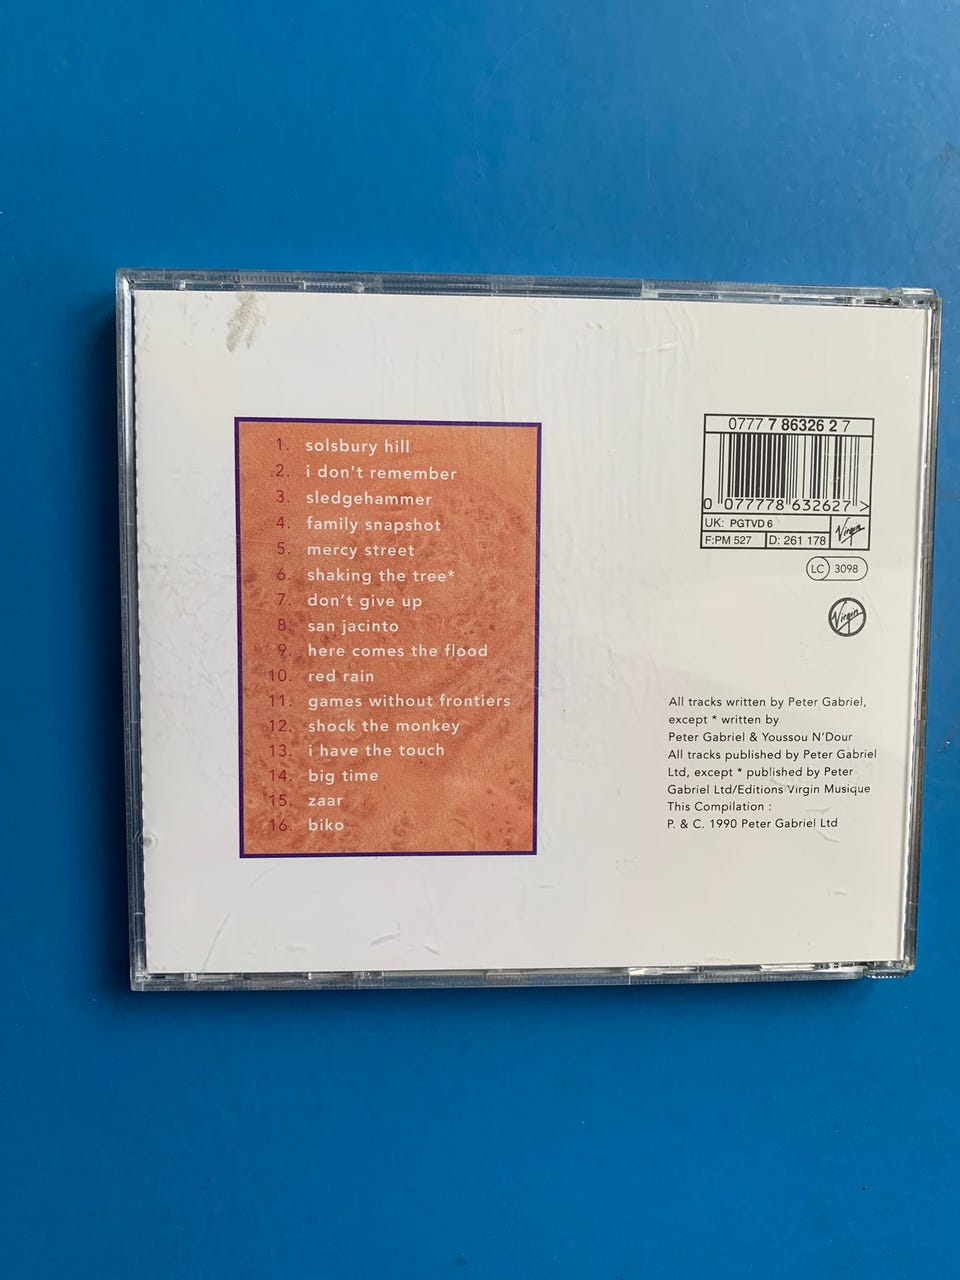 1. solsbury hill
2. i don't remember
3. sledgehammer
4. family snapshot
5. mercy street
6. shaking the tree*
7. don't give up
8. san jacinto
9. here comes the flood
10. red rain
11. games without frontiers
12. shock the monkey
13. i have the touch
14. big time
15. zaar
16. biko
0777 7 86326 2 7
0 077778 632627 >
UK: PGTVD 6
F:PM 527 D: 261 178 Virgin
LC 3098
Virgin
All tracks written by Peter Gabriel,
except * written by
Peter Gabriel & Youssou N'Dour
All tracks published by Peter Gabriel
Ltd, except * published by Peter
Gabriel Ltd/Editions Virgin Musique
This Compilation :
P. & C. 1990 Peter Gabriel Ltd